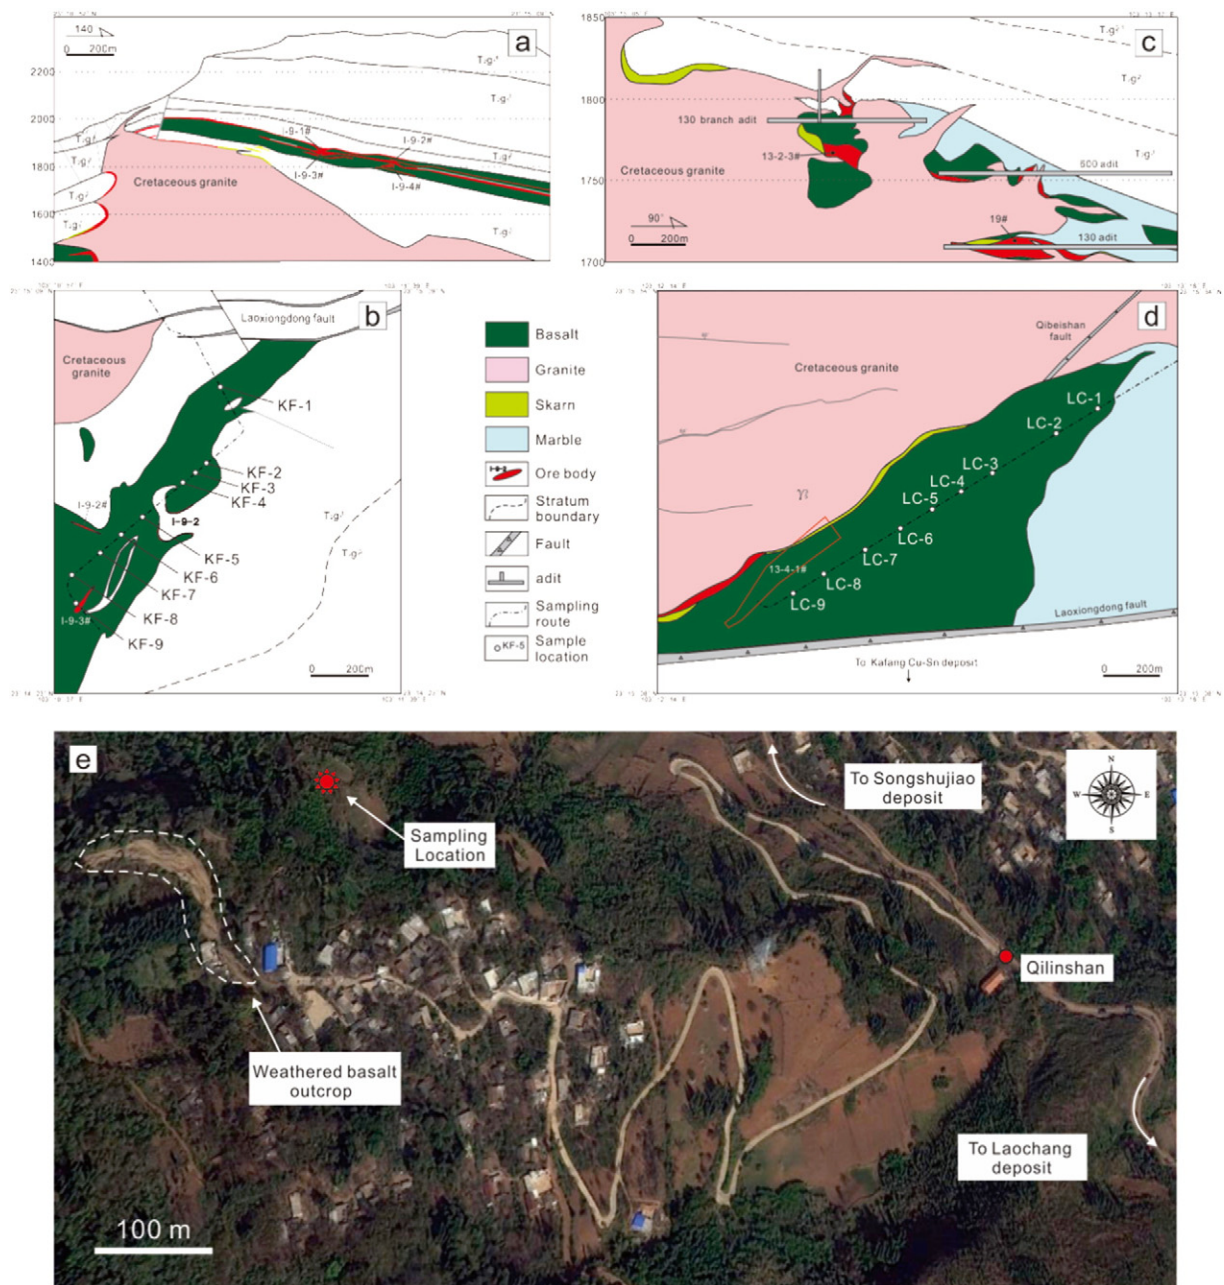 140
0 200m
a
2200
2000
1800
1600
1400
I-9-1#
I-9-2#
I-9-3#
I-9-4#
Cretaceous granite
c
1850
1800
1750
1700
130 branch adit
13-2-3#
Cretaceous granite
600 adit
90°
0 200m
19#
130 adit
b
Laoxiongdong fault
Cretaceous
granite
KF-1
KF-2
KF-3
KF-4
I-9-2#
I-9-2
KF-5
KF-6
KF-7
KF-8
KF-9
I-9-3#
0 200m
Basalt
Granite
Skarn
Marble
Ore body
Stratum
boundary
Fault
adit
Sampling
route
KF-5
Sample
location
d
Qibeishan
fault
Cretaceous granite
LC-1
LC-2
LC-3
LC-4
LC-5
LC-6
LC-7
LC-8
LC-9
13-4-1#
Laoxiongdong fault
To Kafang Cu-Sn deposit
0 200m
e
Sampling
Location
To Songshujiao
deposit
N
W E
S
Qilinshan
Weathered basalt
outcrop
To Laochang
deposit
100 m